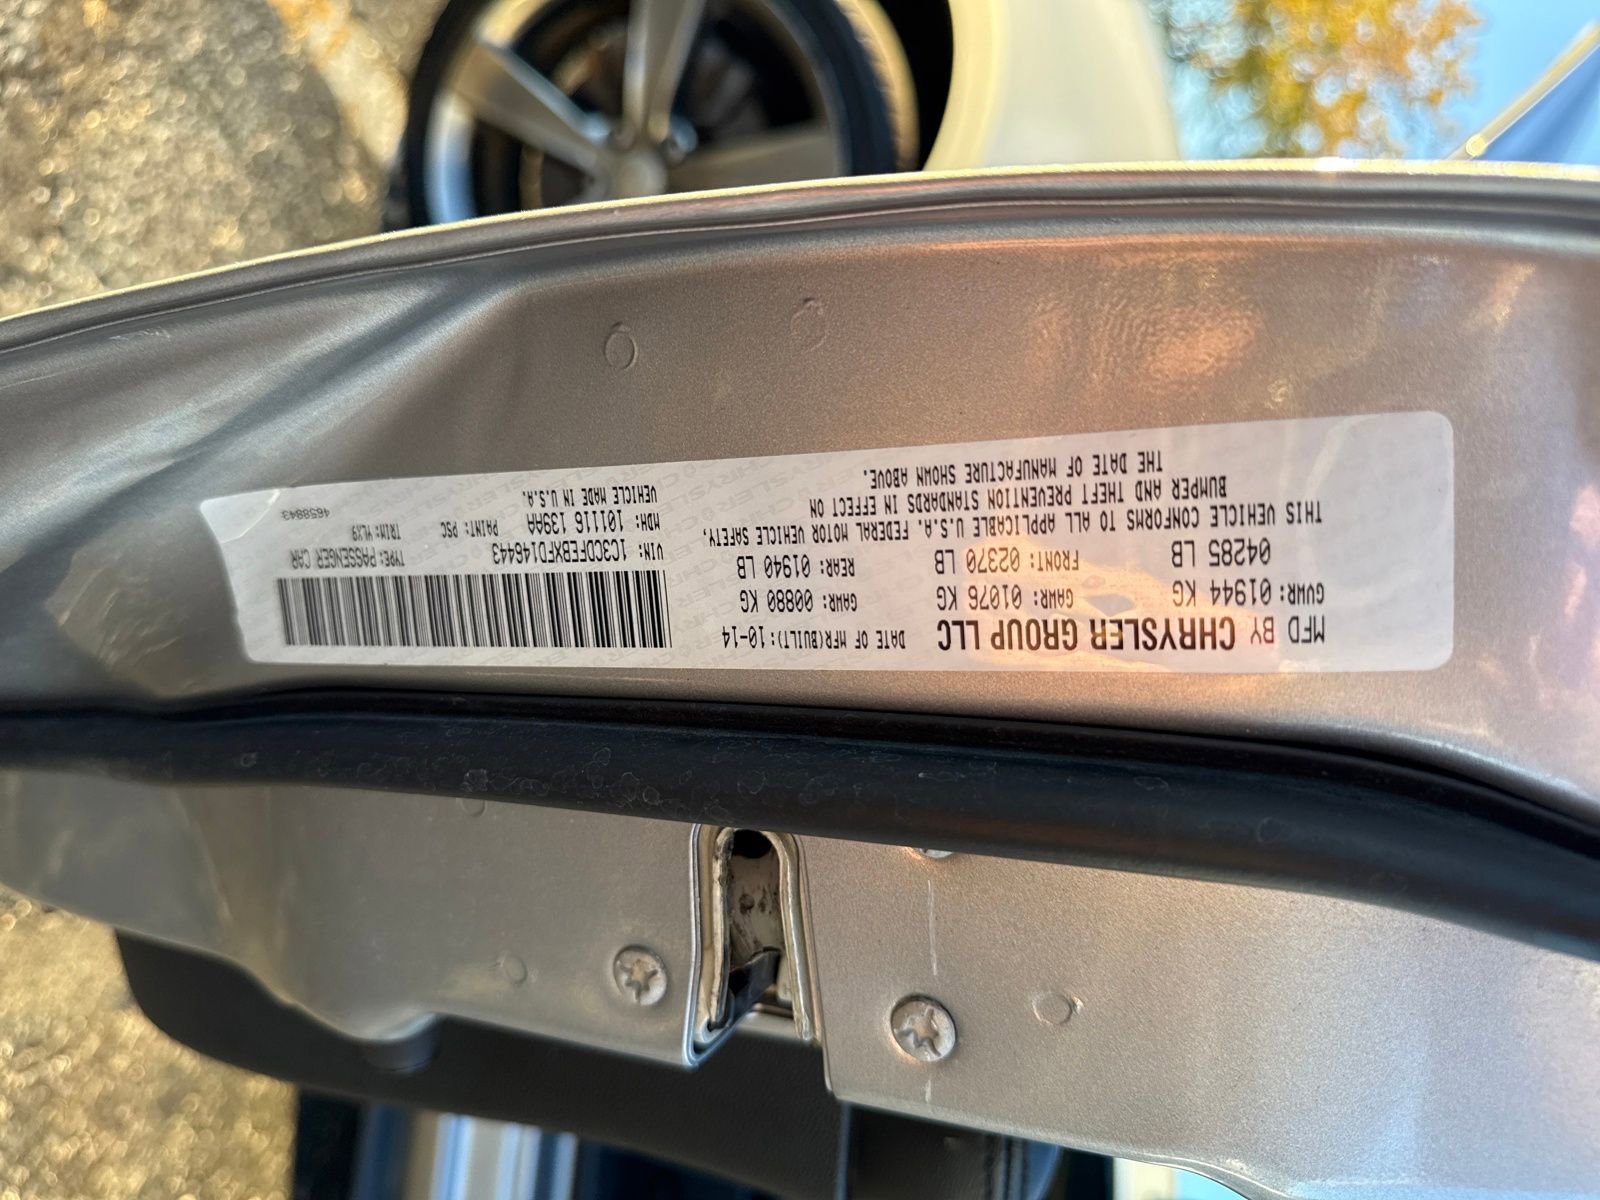 MFD BY CHRYSLER GROUP LLC
DATE OF MFR(BUILT): 10-14
GVWR: 01944 KG
GAWR: 01076 KG
GAWR: 00880 KG
04285 LB
FRONT: 02370 LB
REAR: 01940 LB
THIS VEHICLE CONFORMS TO ALL APPLICABLE U.S.A. FEDERAL MOTOR VEHICLE SAFETY,
BUMPER AND THEFT PREVENTION STANDARDS IN EFFECT ON
THE DATE OF MANUFACTURE SHOWN ABOVE.
VIN: 1C3CDFEBXFD146443
TYPE: PASSENGER CAR
MDH: 101116 139AA
PAINT: PSC
TRIM: VLX9
VEHICLE MADE IN U.S.A.
4658843